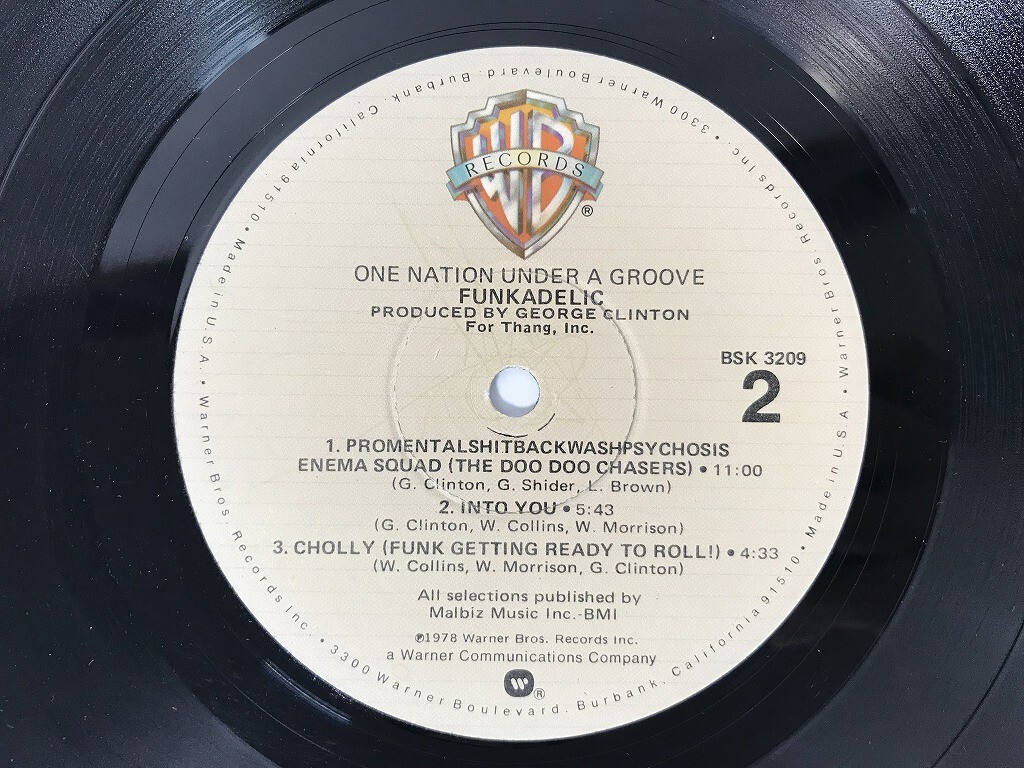 WB
RECORDS
®
ONE NATION UNDER A GROOVE
FUNKADELIC
PRODUCED BY GEORGE CLINTON
For Thang, Inc.
BSK 3209
2
1. PROMENTALSHITBACKWASHPSYCHOSIS
ENEMA SQUAD (THE DOO DOO CHASERS) • 11:00
(G. Clinton, G. Shider, L. Brown)
2. INTO YOU • 5:43
(G. Clinton, W. Collins, W. Morrison)
3. CHOLLY (FUNK GETTING READY TO ROLL!) • 4:33
(W. Collins, W. Morrison, G. Clinton)
All selections published by
Malbiz Music Inc.-BMI
℗1978 Warner Bros. Records Inc.
a Warner Communications Company
W ®
• Warner Bros. Records Inc. • 3300 Warner Boulevard. Burbank. California 91510 • Made in U.S.A. • Warner Bros. Records Inc. • 3300 Warner Boulevard. Burbank. California 91510 • Made in U.S.A.